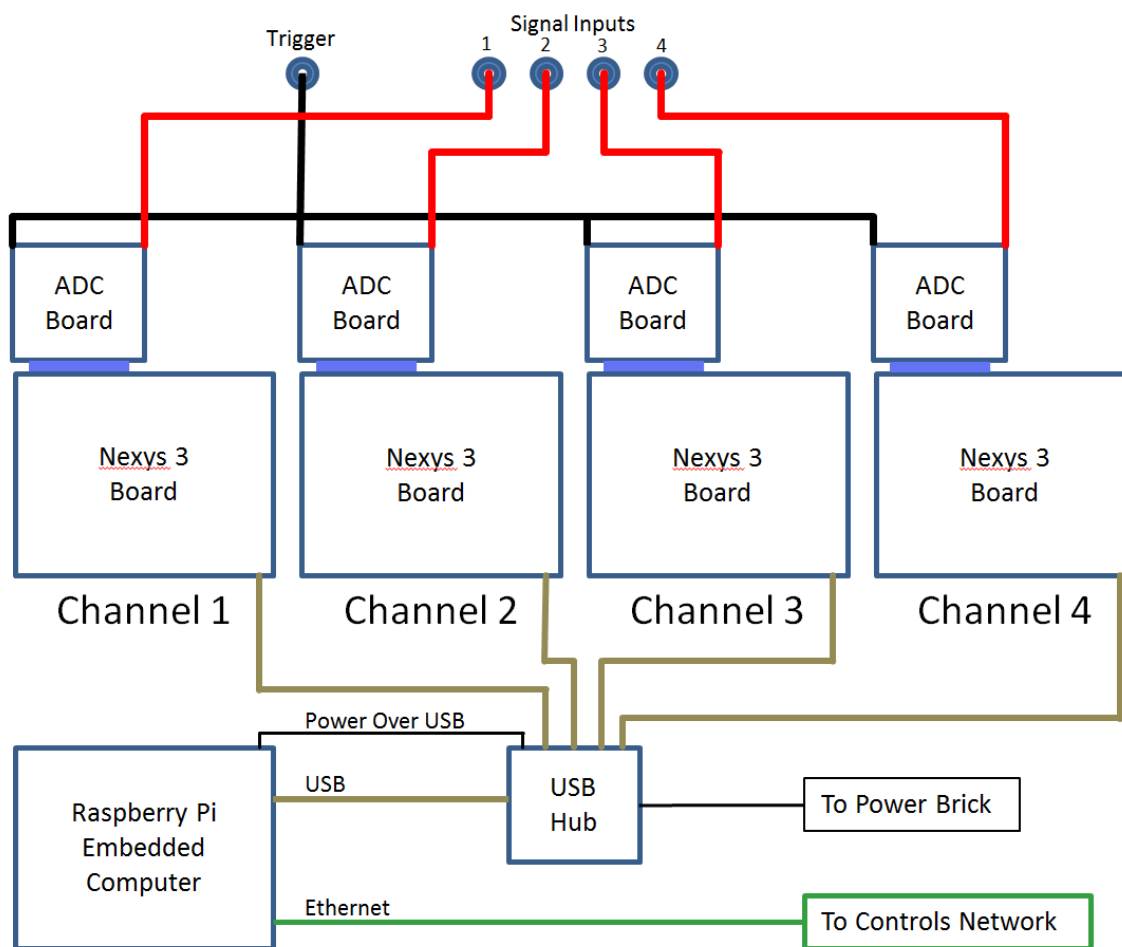 Trigger
Signal Inputs
1
2
3
4
ADC
Board
ADC
Board
ADC
Board
ADC
Board
Nexys 3
Board
Nexys 3
Board
Nexys 3
Board
Nexys 3
Board
Channel 1
Channel 2
Channel 3
Channel 4
Power Over USB
USB
Raspberry Pi
Embedded
Computer
USB
Hub
To Power Brick
Ethernet
To Controls Network